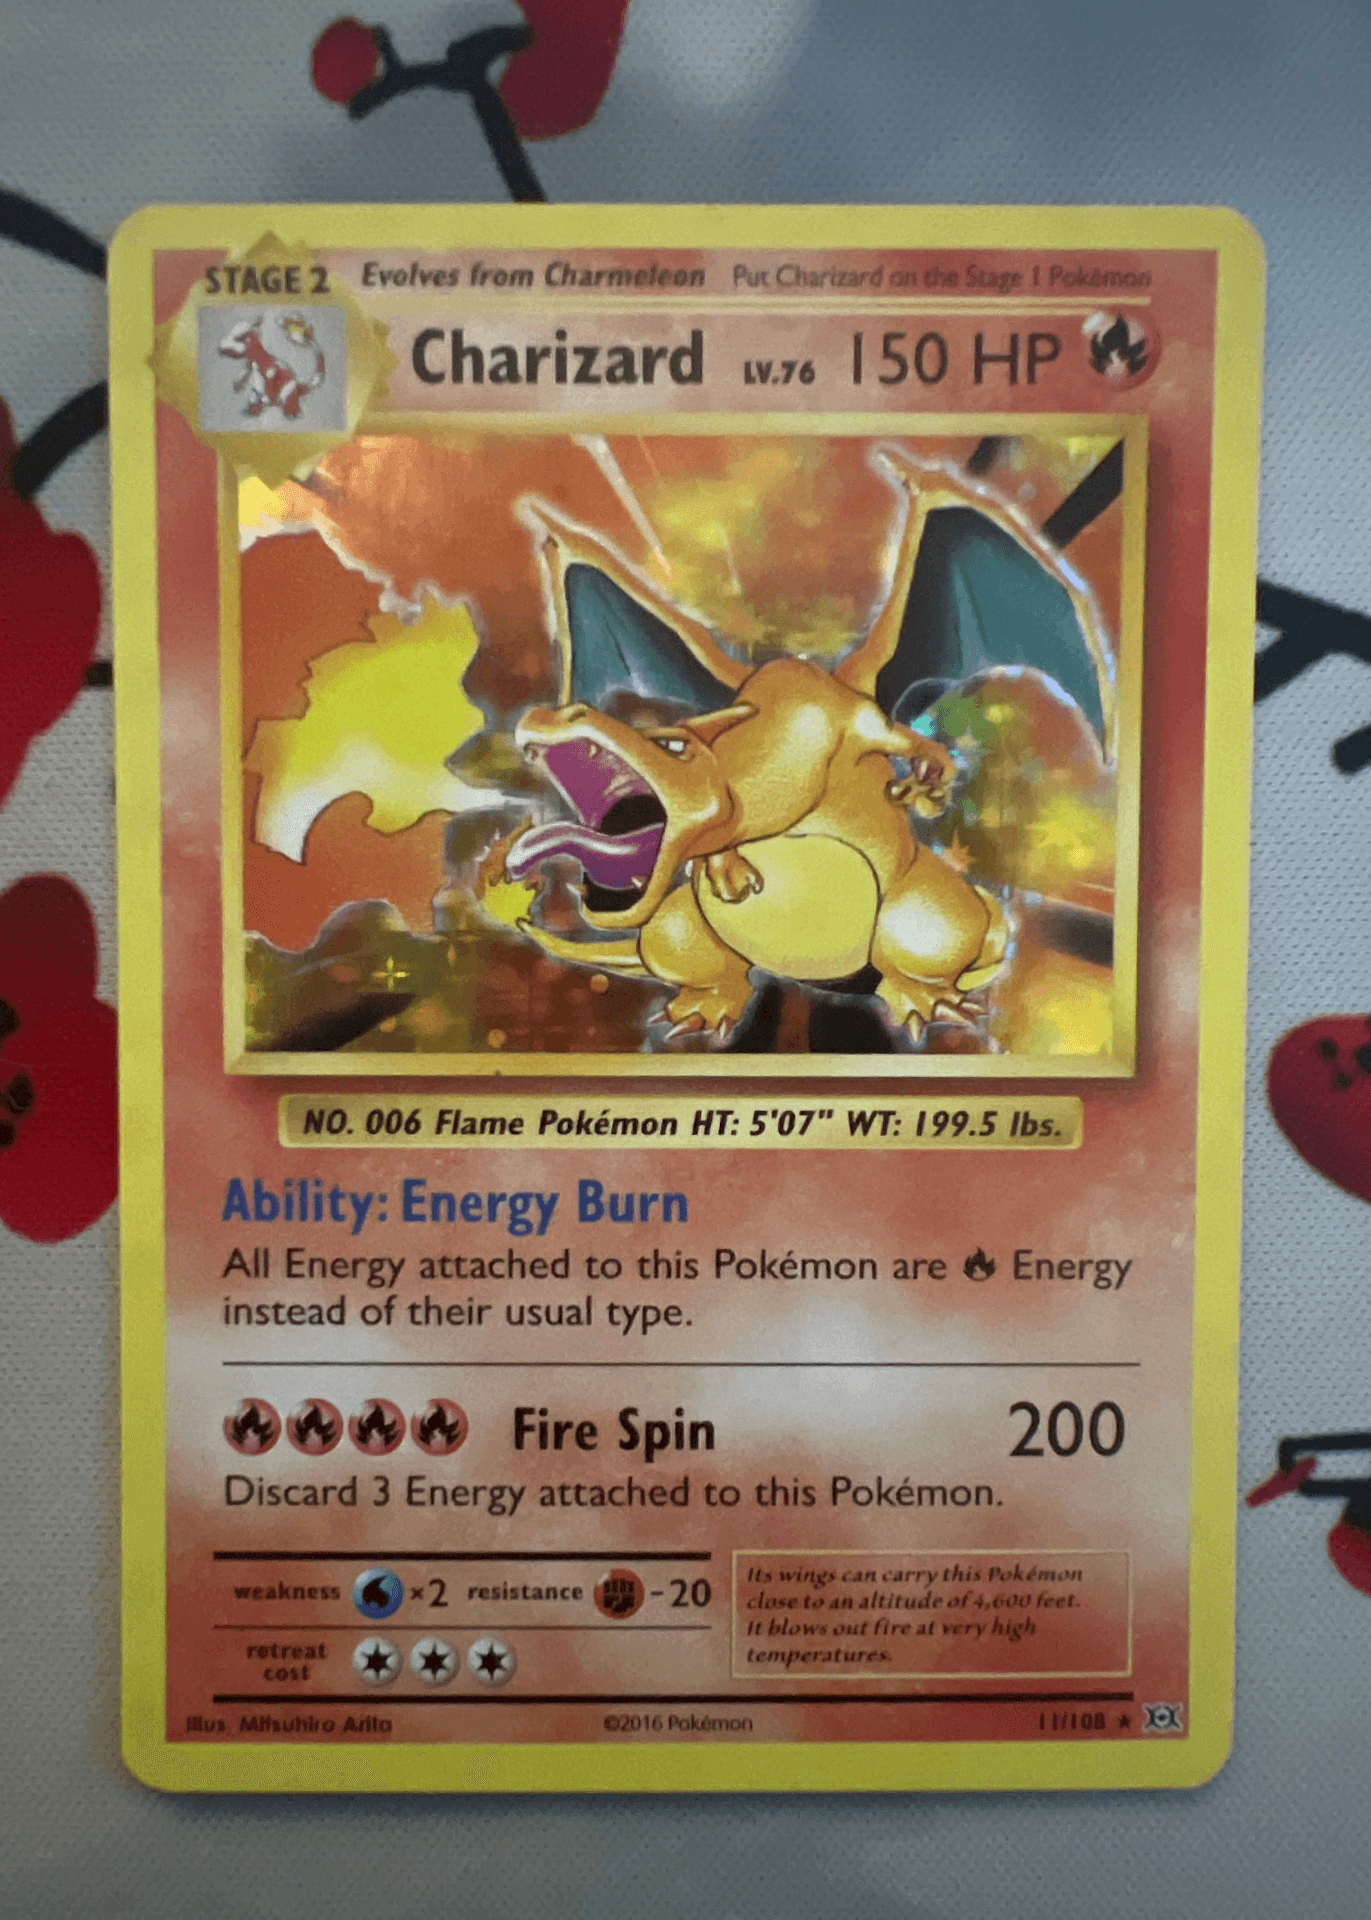 STAGE 2 Evolves from Charmeleon Put Charizard on the Stage 1 Pokémon
Charizard LV.76 150 HP
NO. 006 Flame Pokémon HT: 5'07" WT: 199.5 lbs.
Ability: Energy Burn
All Energy attached to this Pokémon are Energy
instead of their usual type.
Fire Spin 200
Discard 3 Energy attached to this Pokémon.
weakness ×2 resistance -20
retreat
cost
Its wings can carry this Pokémon
close to an altitude of 4,600 feet.
It blows out fire at very high
temperatures.
Illus. Mitsuhiro Arita ©2016 Pokémon 11/108 ★